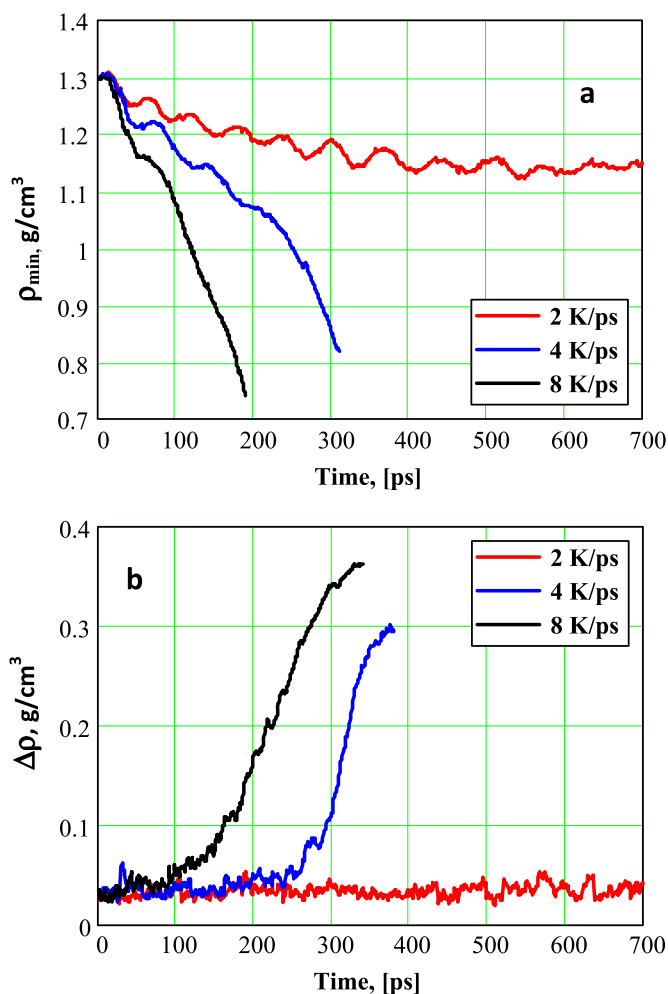 1.4
1.3
1.2
1.1
1
0.9
0.8
0.7
ρmin, g/cm³
a
2 K/ps
4 K/ps
8 K/ps
0 100 200 300 400 500 600 700
Time, [ps]
0.4
0.3
0.2
0.1
0
Δρ, g/cm³
b
2 K/ps
4 K/ps
8 K/ps
0 100 200 300 400 500 600 700
Time, [ps]